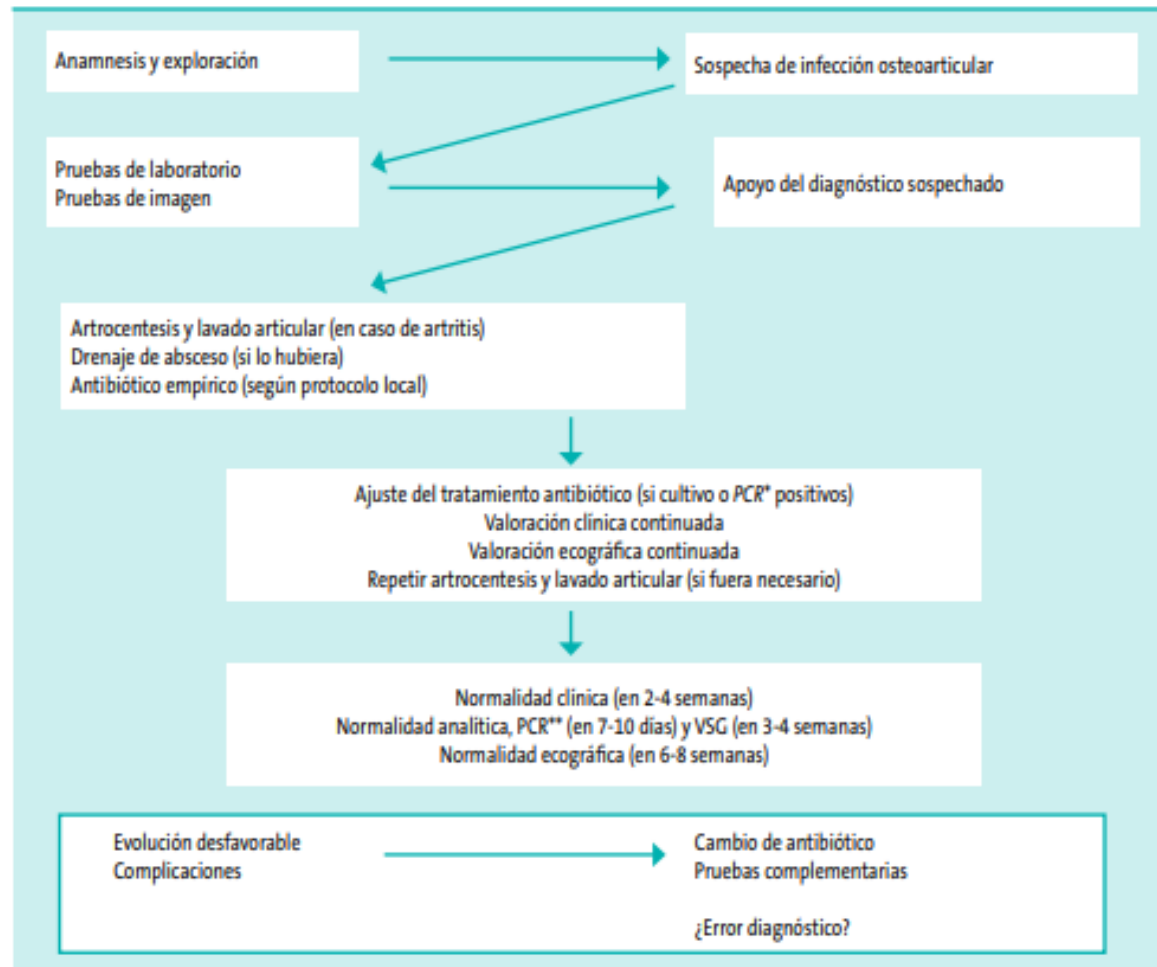 Anamnesis y exploración
Sospecha de infección osteoarticular
Pruebas de laboratorio
Pruebas de imagen
Apoyo del diagnóstico sospechado
Artrocentesis y lavado articular (en caso de artritis)
Drenaje de absceso (si lo hubiera)
Antibiótico empírico (según protocolo local)
Ajuste del tratamiento antibiótico (si cultivo o PCR* positivos)
Valoración clínica continuada
Valoración ecográfica continuada
Repetir artrocentesis y lavado articular (si fuera necesario)
Normalidad clínica (en 2-4 semanas)
Normalidad analítica, PCR** (en 7-10 días) y VSG (en 3-4 semanas)
Normalidad ecográfica (en 6-8 semanas)
Evolución desfavorable
Complicaciones
Cambio de antibiótico
Pruebas complementarias
¿Error diagnóstico?